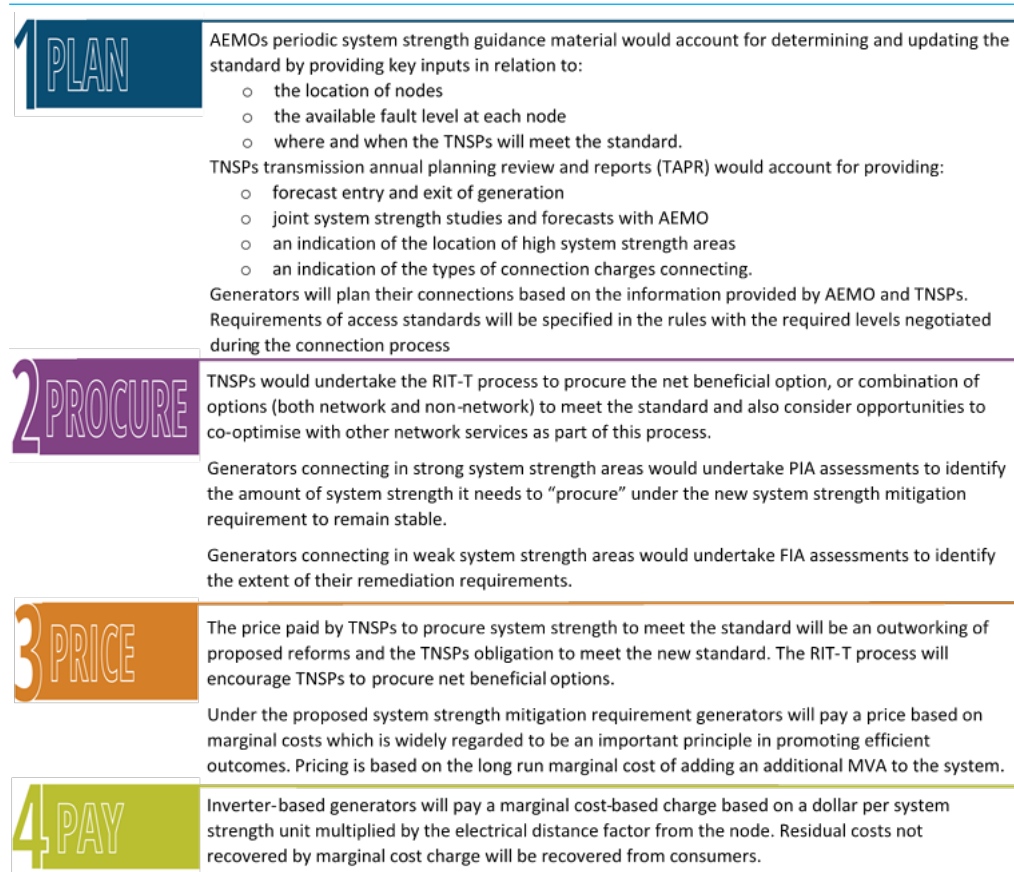 1 PLAN
AEMOs periodic system strength guidance material would account for determining and updating the
standard by providing key inputs in relation to:
o the location of nodes
o the available fault level at each node
o where and when the TNSPs will meet the standard.
TNSPs transmission annual planning review and reports (TAPR) would account for providing:
o forecast entry and exit of generation
o joint system strength studies and forecasts with AEMO
o an indication of the location of high system strength areas
o an indication of the types of connection charges connecting.
Generators will plan their connections based on the information provided by AEMO and TNSPs.
Requirements of access standards will be specified in the rules with the required levels negotiated
during the connection process
2 PROCURE
TNSPs would undertake the RIT-T process to procure the net beneficial option, or combination of
options (both network and non-network) to meet the standard and also consider opportunities to
co-optimise with other network services as part of this process.
Generators connecting in strong system strength areas would undertake PIA assessments to identify
the amount of system strength it needs to “procure” under the new system strength mitigation
requirement to remain stable.
Generators connecting in weak system strength areas would undertake FIA assessments to identify
the extent of their remediation requirements.
3 PRICE
The price paid by TNSPs to procure system strength to meet the standard will be an outworking of
proposed reforms and the TNSPs obligation to meet the new standard. The RIT-T process will
encourage TNSPs to procure net beneficial options.
Under the proposed system strength mitigation requirement generators will pay a price based on
marginal costs which is widely regarded to be an important principle in promoting efficient
outcomes. Pricing is based on the long run marginal cost of adding an additional MVA to the system.
4 PAY
Inverter-based generators will pay a marginal cost-based charge based on a dollar per system
strength unit multiplied by the electrical distance factor from the node. Residual costs not
recovered by marginal cost charge will be recovered from consumers.